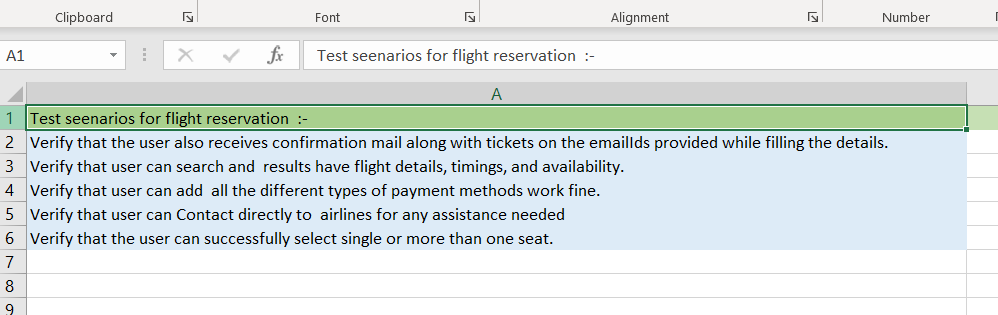 Clipboard Font Alignment Number
A1 fx Test seenarios for flight reservation :-
A
1 Test seenarios for flight reservation :-
2 Verify that the user also receives confirmation mail along with tickets on the emailIds provided while filling the details.
3 Verify that user can search and  results have flight details, timings, and availability.
4 Verify that user can add  all the different types of payment methods work fine.
5 Verify that user can Contact directly to  airlines for any assistance needed
6 Verify that the user can successfully select single or more than one seat.
7
8
9